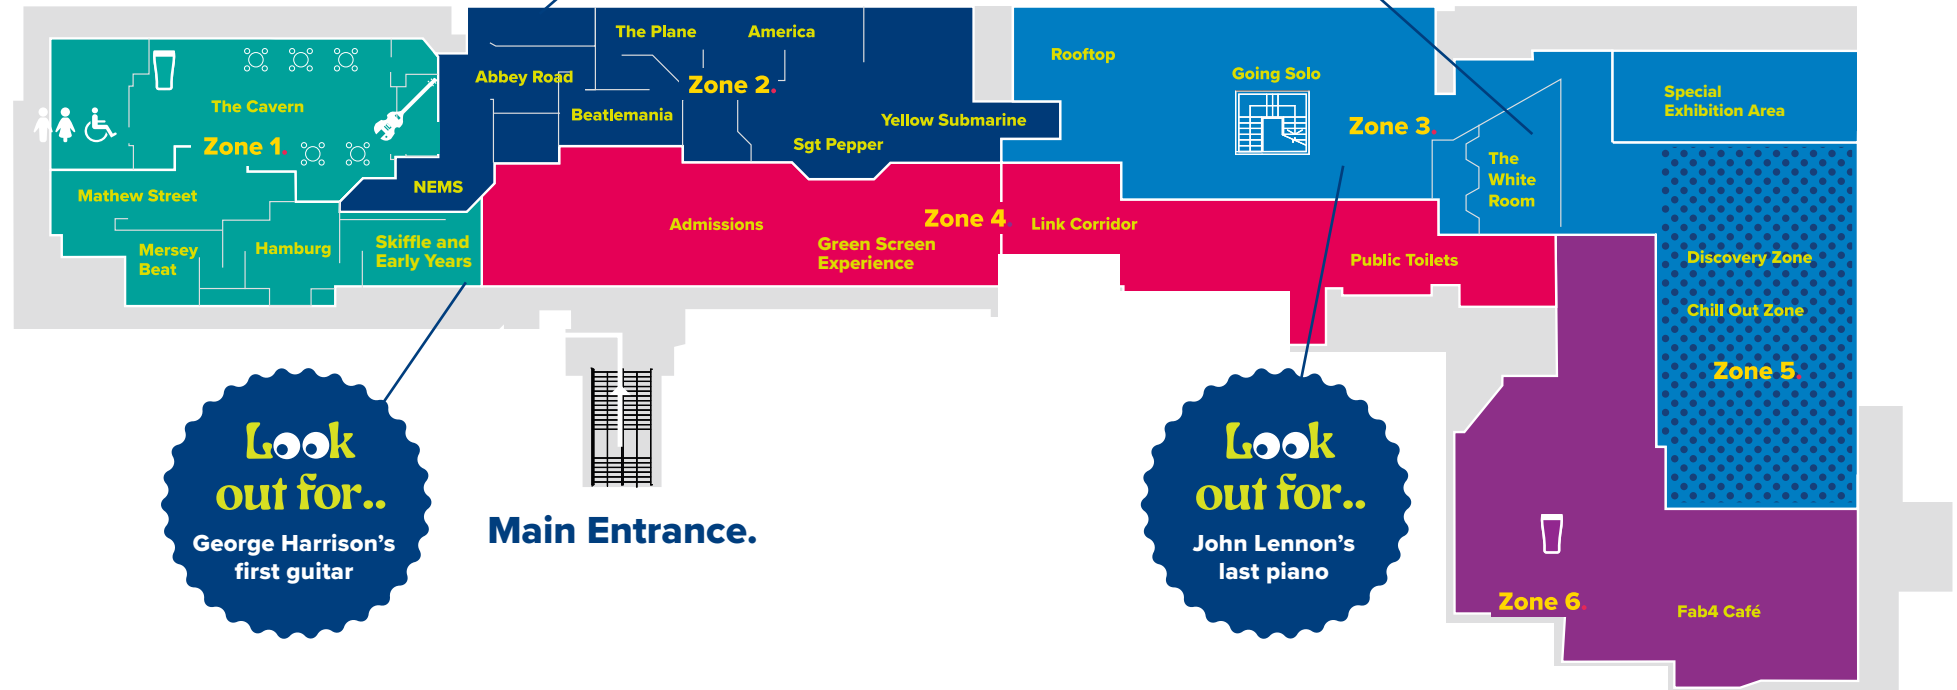 The Plane
America
Rooftop
Going Solo
Abbey Road
Zone 2.
Special
Exhibition Area
The Cavern
Beatlemania
Yellow Submarine
Zone 3.
Zone 1.
Sgt Pepper
The
White
Room
NEMS
Mathew Street
Admissions
Zone 4.
Link Corridor
Mersey
Beat
Hamburg
Skiffle and
Early Years
Green Screen
Experience
Public Toilets
Discovery Zone
Chill Out Zone
Zone 5.
Look
out for..
George Harrison's
first guitar
Main Entrance.
Look
out for..
John Lennon's
last piano
Zone 6.
Fab4 Café